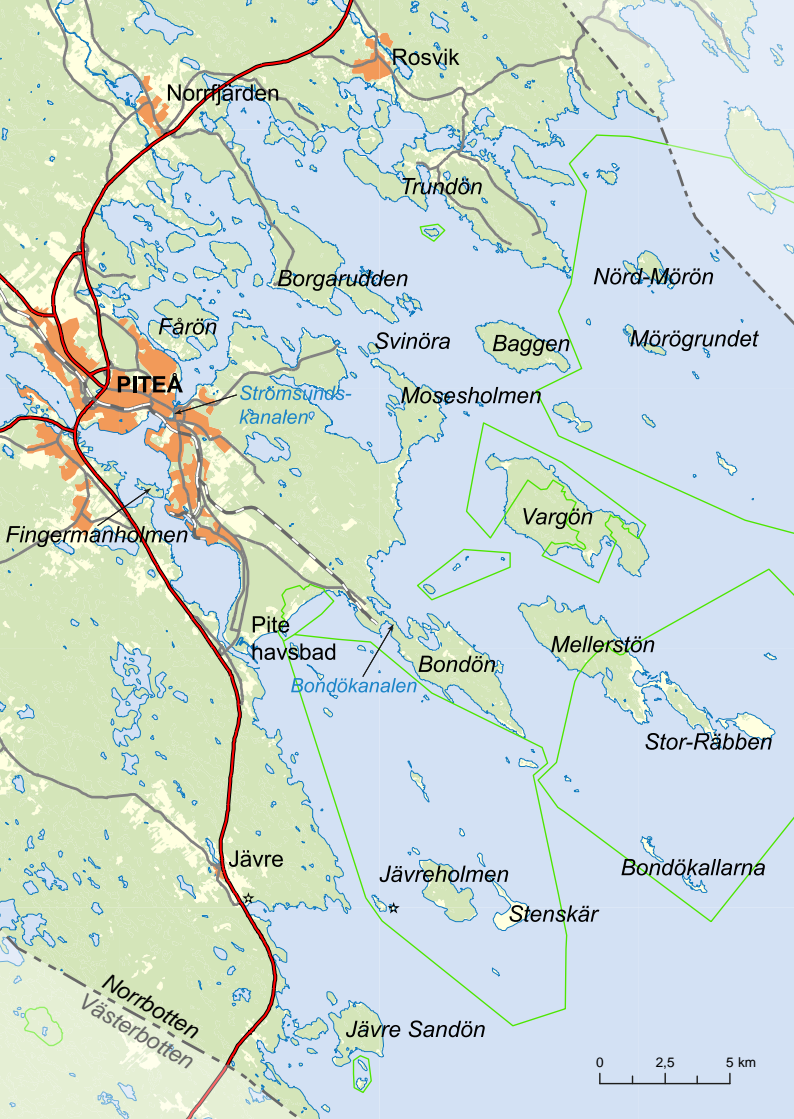 Rosvik
Norrfjärden
Trundön
Borgarudden
Nörd-Mörön
Fårön
Svinöra
Baggen
Mörögrundet
PITEÅ
Strömsunds-
kanalen
Mosesholmen
Vargön
Fingermanholmen
Pite
havsbad
Bondökanalen
Bondön
Mellerstön
Stor-Räbben
Jävre
Jävreholmen
Bondökallarna
Stenskär
Norrbotten
Västerbotten
Jävre Sandön
0 2,5 5 km